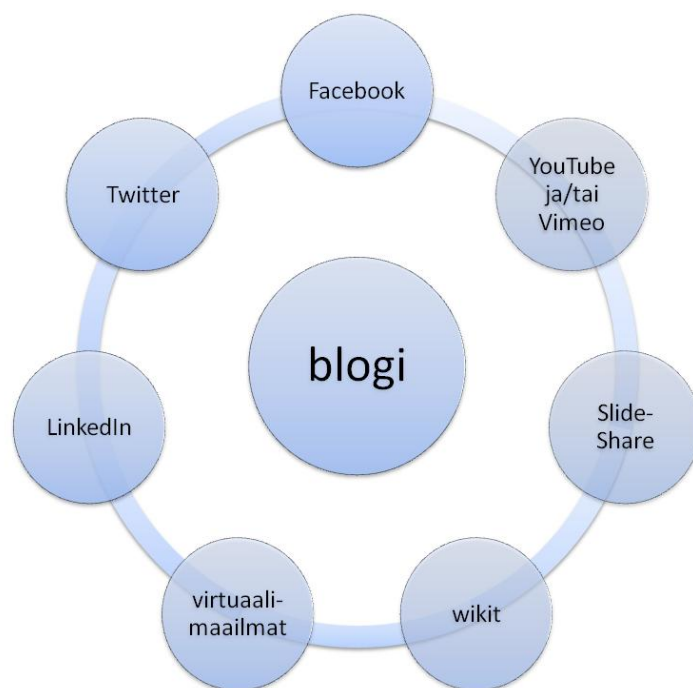 Facebook
YouTube
ja/tai
Vimeo
Slide-
Share
wikit
virtuaali-
maailmat
LinkedIn
Twitter
blogi